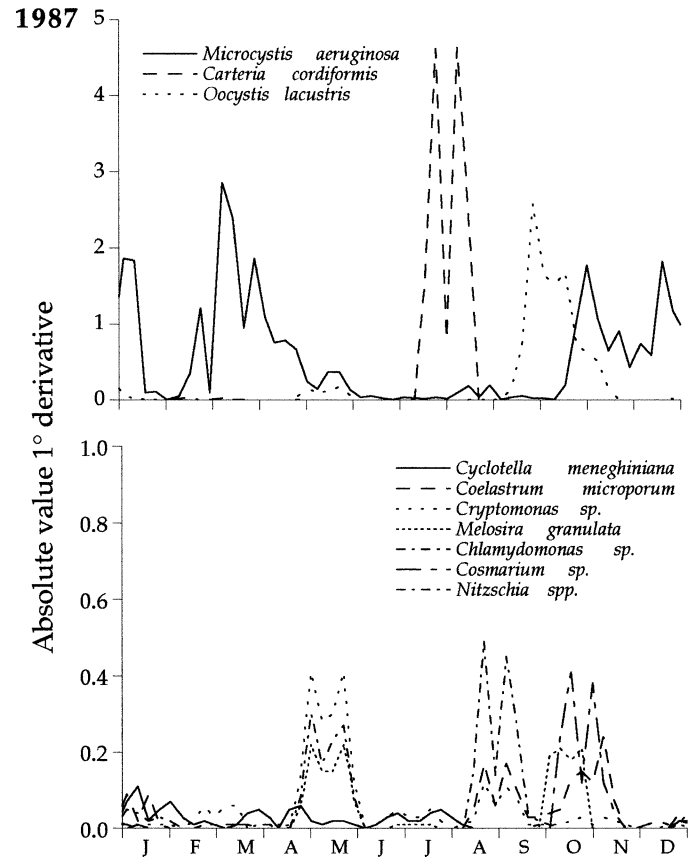 1987
Absolute value 1° derivative
5
4
3
2
1
0
Microcystis aeruginosa
Carteria cordiformis
Oocystis lacustris
1.0
0.8
0.6
0.4
0.2
0.0
Cyclotella meneghiniana
Coelastrum microporum
Cryptomonas sp.
Melosira granulata
Chlamydomonas sp.
Cosmarium sp.
Nitzschia spp.
J F M A M J J A S O N D